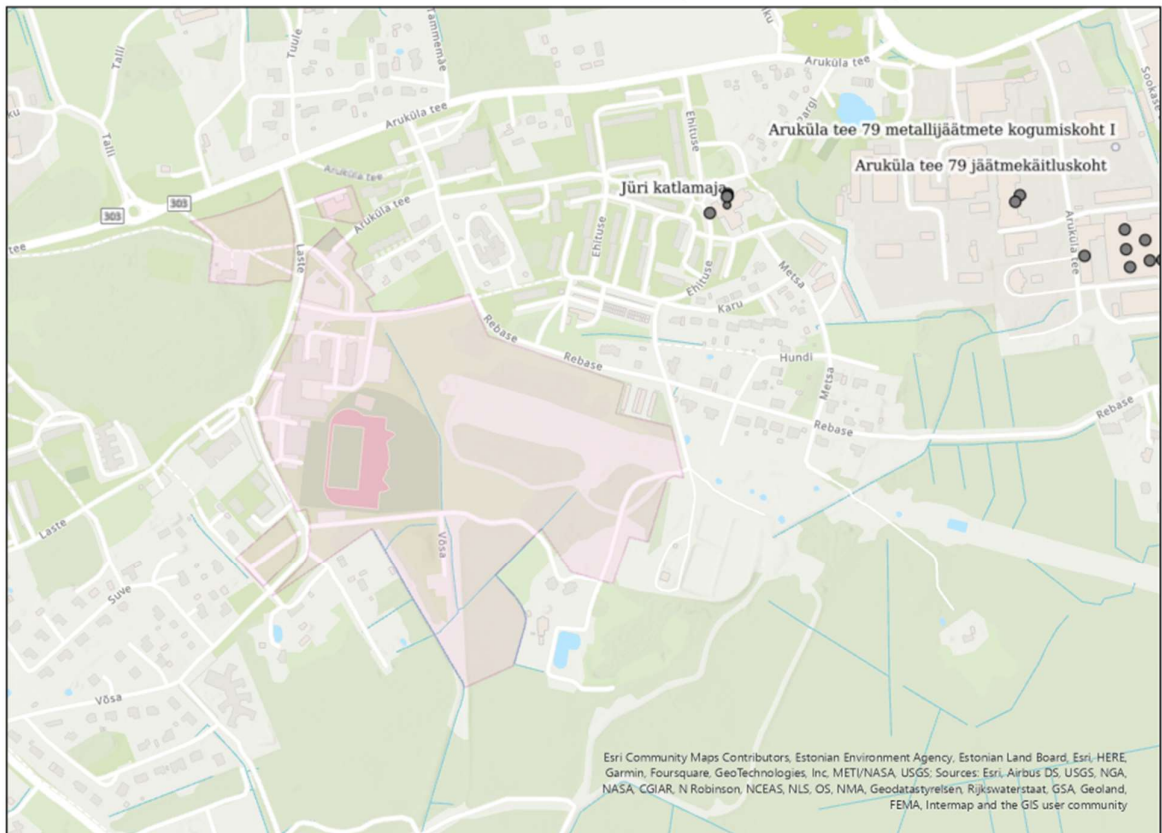 Aruküla tee
Talli
Tuule
Tammemäe
Aruküla tee
Ehituse
Sookase
Aruküla tee 79 metallijäätmete kogumiskoht I
Talli
Aruküla tee
Aruküla tee 79 jäätmekäitluskoht
Jüri katlamaja
303
303
Aruküla tee
Aruküla tee
tee
Laste
Ehituse
Ehituse
Metsa
Karu
Rebase
Rebase
Hundi
Metsa
Rebase
Rebase
Laste
Võsa
Suve
Võsa
Esri Community Maps Contributors, Estonian Environment Agency, Estonian Land Board, Esri, HERE,
Garmin, Foursquare, GeoTechnologies, Inc, METI/NASA, USGS; Sources: Esri, Airbus DS, USGS, NGA,
NASA, CGIAR, N Robinson, NCEAS, NLS, OS, NMA, Geodatastyrelsen, Rijkswaterstaat, GSA, Geoland,
FEMA, Intermap and the GIS user community